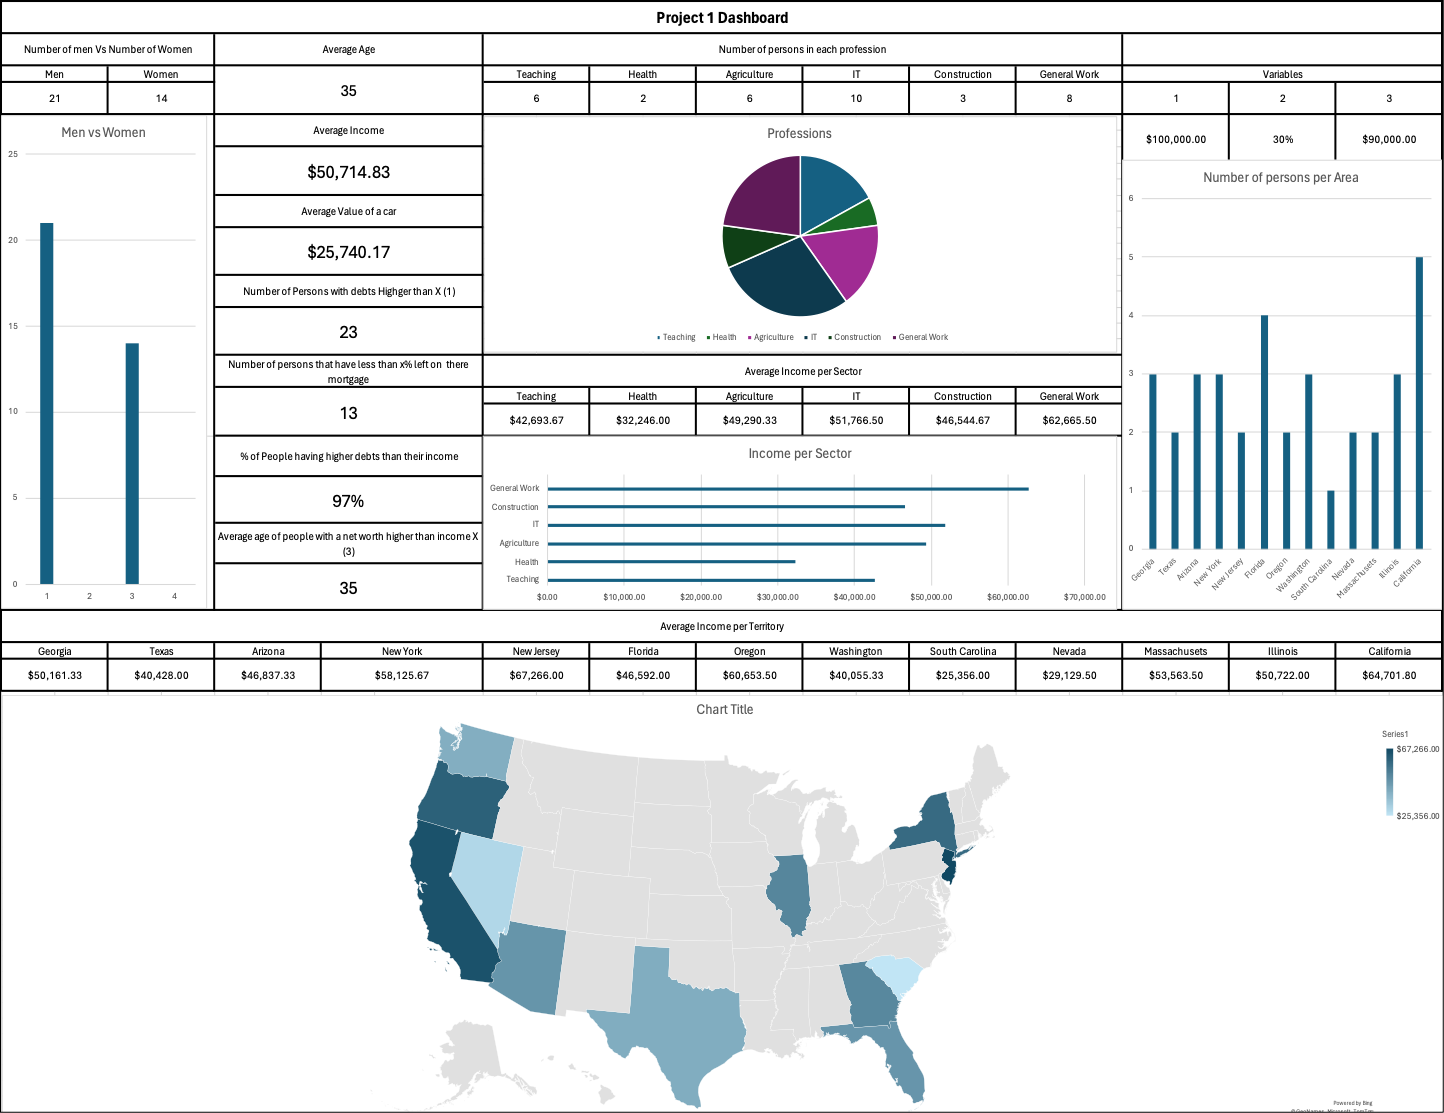 Project 1 Dashboard
Number of men Vs Number of Women
Average Age
Number of persons in each profession
Men
Women
35
Teaching
Health
Agriculture
IT
Construction
General Work
Variables
21
14
6
2
6
10
3
8
1
2
3
Men vs Women
25
20
15
10
5
0
1
2
3
4
Average Income
$50,714.83
Average Value of a car
$25,740.17
Number of Persons with debts Highger than X (1)
23
Number of persons that have less than x% left on there
mortgage
13
% of People having higher debts than their income
97%
Average age of people with a net worth higher than income X
(3)
35
Professions
Teaching
Health
Agriculture
IT
Construction
General Work
Average Income per Sector
Teaching
Health
Agriculture
IT
Construction
General Work
$42,693.67
$32,246.00
$49,290.33
$51,766.50
$46,544.67
$62,665.50
Income per Sector
General Work
Construction
IT
Agriculture
Health
Teaching
$0.00
$10,000.00
$20,000.00
$30,000.00
$40,000.00
$50,000.00
$60,000.00
$70,000.00
$100,000.00
30%
$90,000.00
Number of persons per Area
6
5
4
3
2
1
0
Georgia
Texas
Arizona
New York
New Jersey
Florida
Oregon
Washington
South Carolina
Nevada
Massachusets
Illinois
California
Average Income per Territory
Georgia
Texas
Arizona
New York
New Jersey
Florida
Oregon
Washington
South Carolina
Nevada
Massachusets
Illinois
California
$50,161.33
$40,428.00
$46,837.33
$58,125.67
$67,266.00
$46,592.00
$60,653.50
$40,055.33
$25,356.00
$29,129.50
$53,563.50
$50,722.00
$64,701.80
Chart Title
Series1
$67,266.00
$25,356.00
Powered by Bing
© GeoNames, Microsoft, TomTom